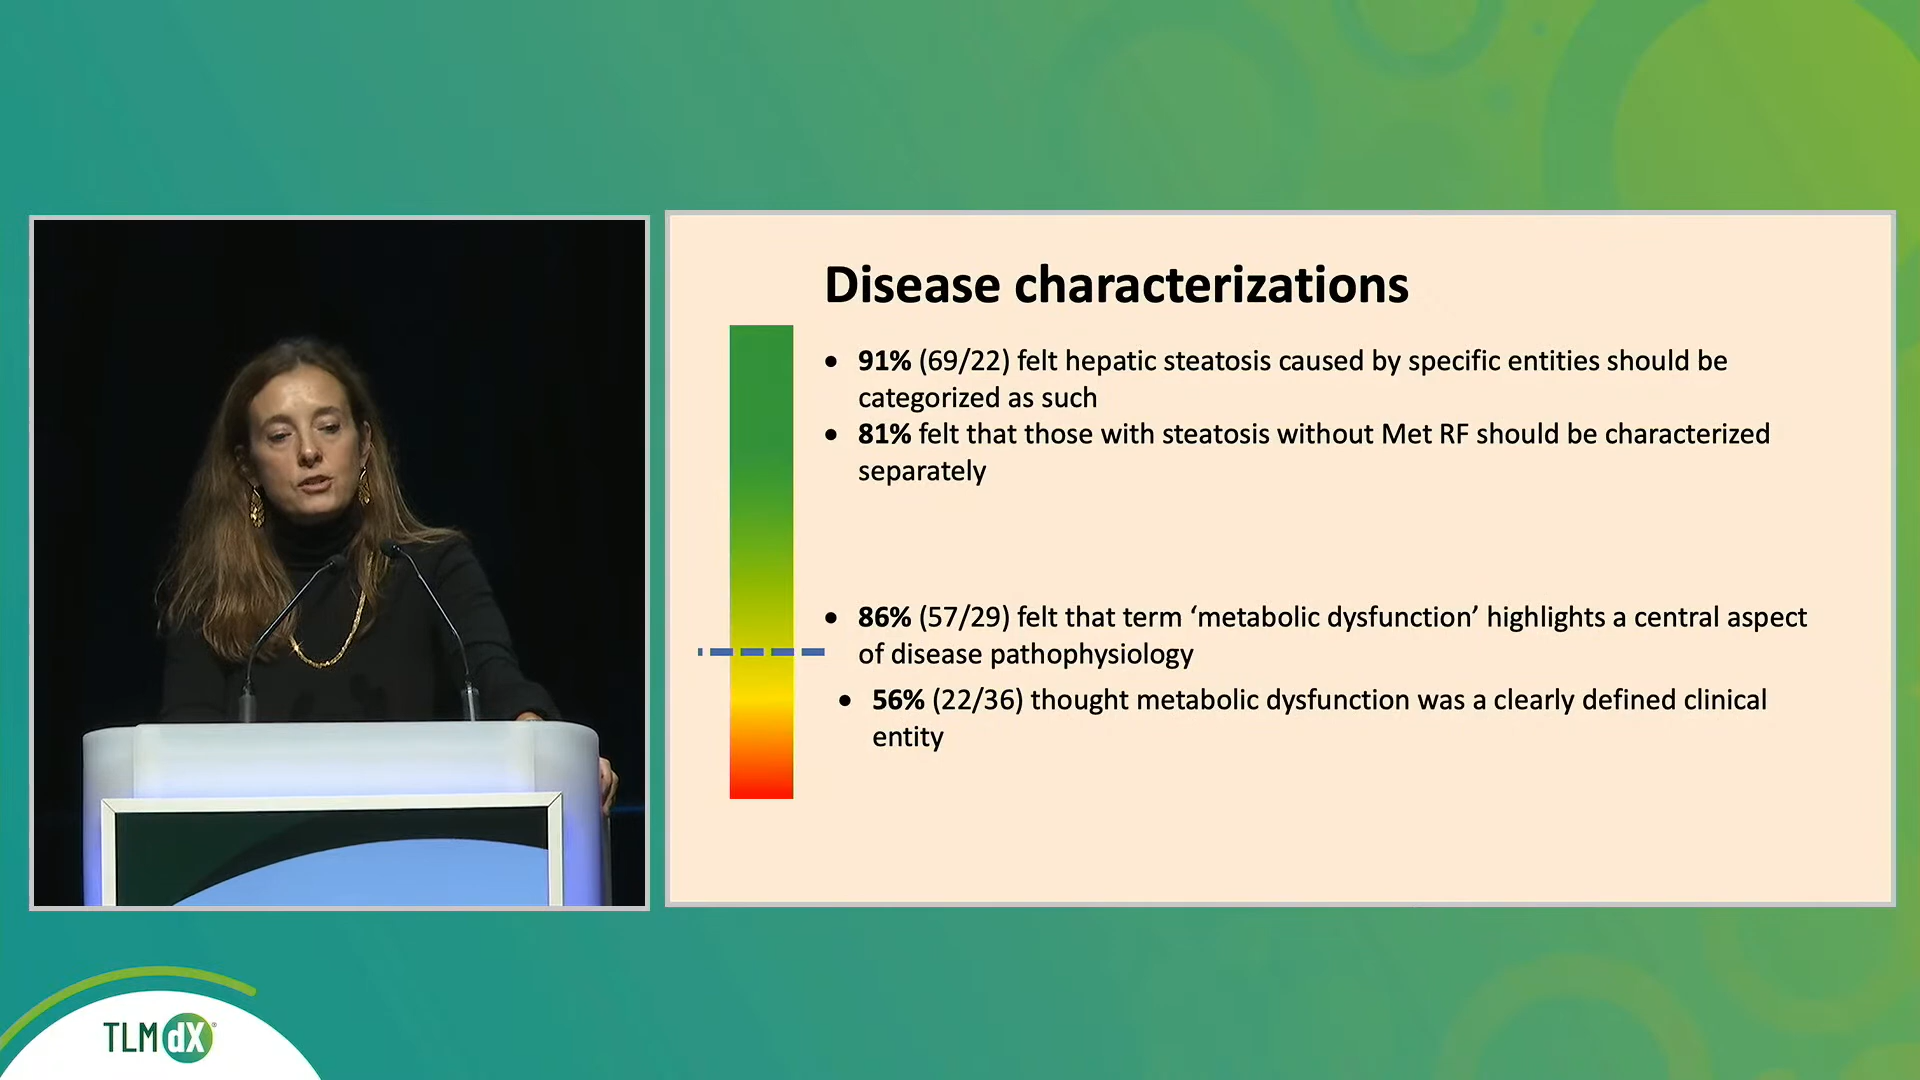 Disease characterizations
• 91% (69/22) felt hepatic steatosis caused by specific entities should be
categorized as such
• 81% felt that those with steatosis without Met RF should be characterized
separately
• 86% (57/29) felt that term ‘metabolic dysfunction’ highlights a central aspect
of disease pathophysiology
• 56% (22/36) thought metabolic dysfunction was a clearly defined clinical
entity
TLMdX®